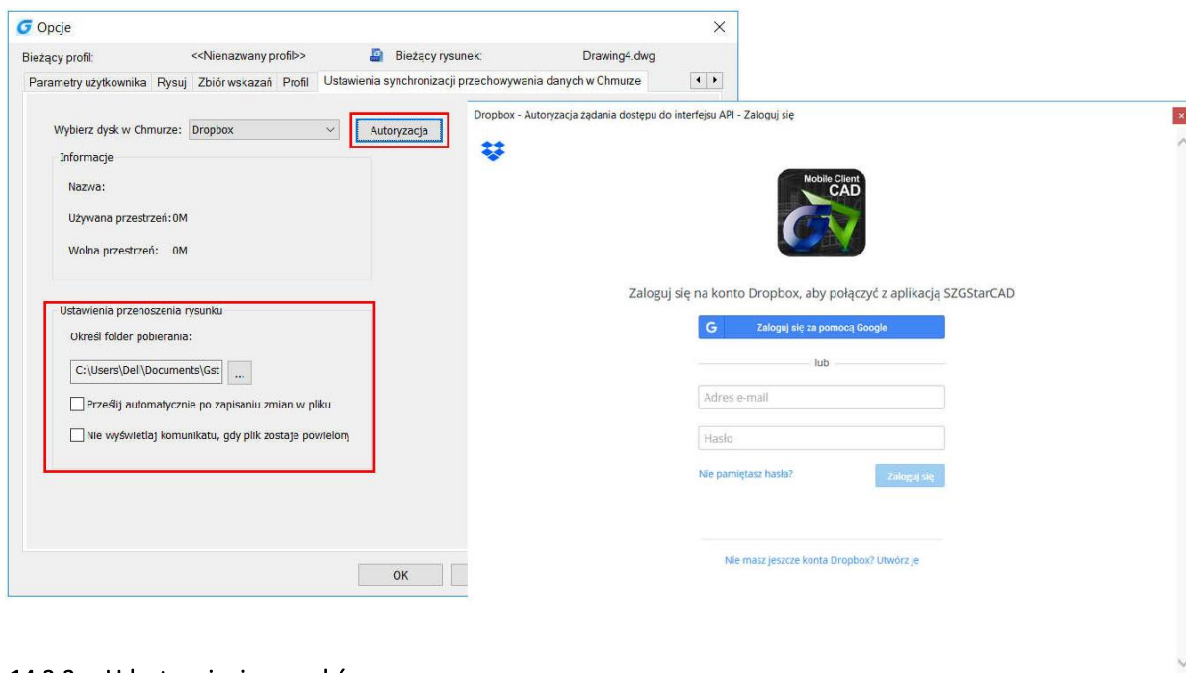 Opcje
Bieżący profil: <<Nienazwany profil>> Bieżący rysunek: Drawing4.dwg
Parametry użytkownika Rysuj Zbiór wskazań Profil Ustawienia synchronizacji przechowywania danych w Chmurze
Wybierz dysk w Chmurze: Dropbox Autoryzacja
Informacje
Nazwa:
Używana przestrzeń: 0M
Wolna przestrzeń: 0M
Ustawienia przenoszenia rysunku
Określ folder pobierania:
C:\Users\Dell\Documents\Gst ...
Prześlij automatycznie po zapisaniu zmian w pliku
Nie wyświetlaj komunikatu, gdy plik zostaje powielony
OK
Dropbox - Autoryzacja żądania dostępu do interfejsu API - Zaloguj się
Mobile Client
CAD
Zaloguj się na konto Dropbox, aby połączyć z aplikacją SZGStarCAD
G Zaloguj się za pomocą Google
lub
Adres e-mail
Hasło
Nie pamiętasz hasła? Zaloguj się
Nie masz jeszcze konta Dropbox? Utwórz je